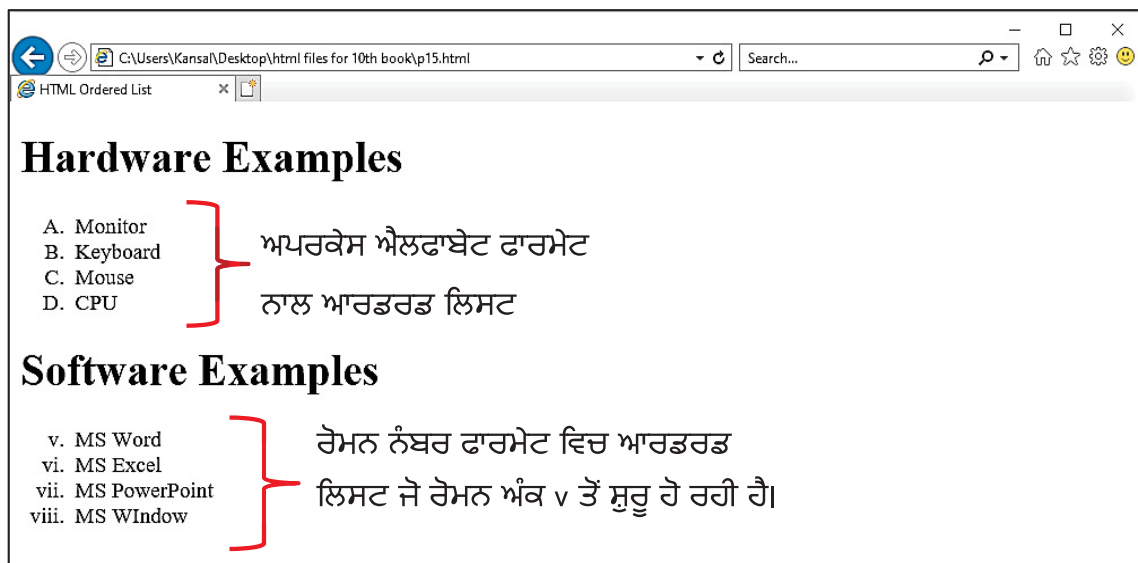 C:\Users\Kansal\Desktop\html files for 10th book\p15.html
Search...
HTML Ordered List
Hardware Examples
A. Monitor
B. Keyboard
C. Mouse
D. CPU
ਅਪਰਕੇਸ ਐਲਫਾਬੇਟ ਫਾਰਮੇਟ
ਨਾਲ ਆਰਡਰਡ ਲਿਸਟ
Software Examples
v. MS Word
vi. MS Excel
vii. MS PowerPoint
viii. MS WIndow
ਰੋਮਨ ਨੰਬਰ ਫਾਰਮੇਟ ਵਿਚ ਆਰਡਰਡ
ਲਿਸਟ ਜੋ ਰੋਮਨ ਅੰਕ v ਤੋਂ ਸ਼ੁਰੂ ਹੋ ਰਹੀ ਹੈ।